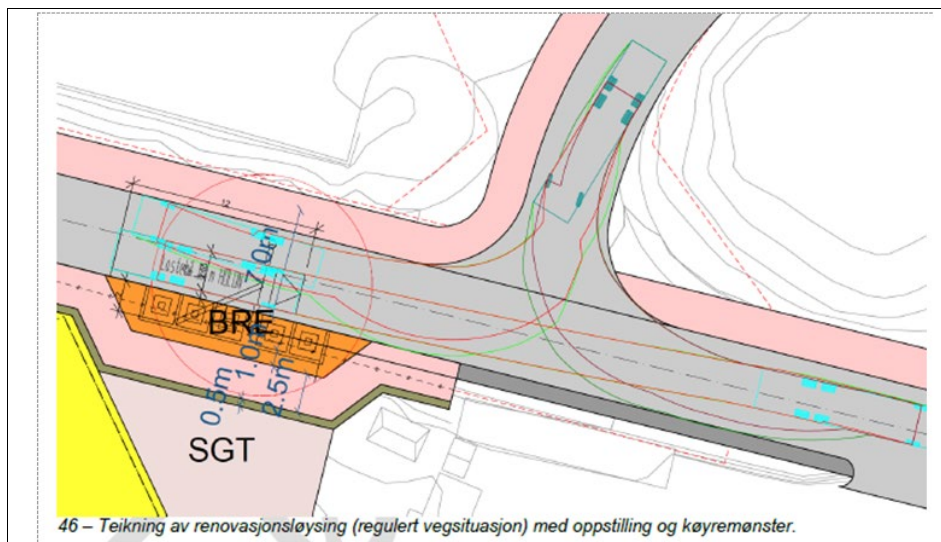 12
7.0m
BRE
1.0m
0.5m
2.5m
SGT
46 – Teikning av renovasjonsløysing (regulert vegsituasjon) med oppstilling og køyremønster.